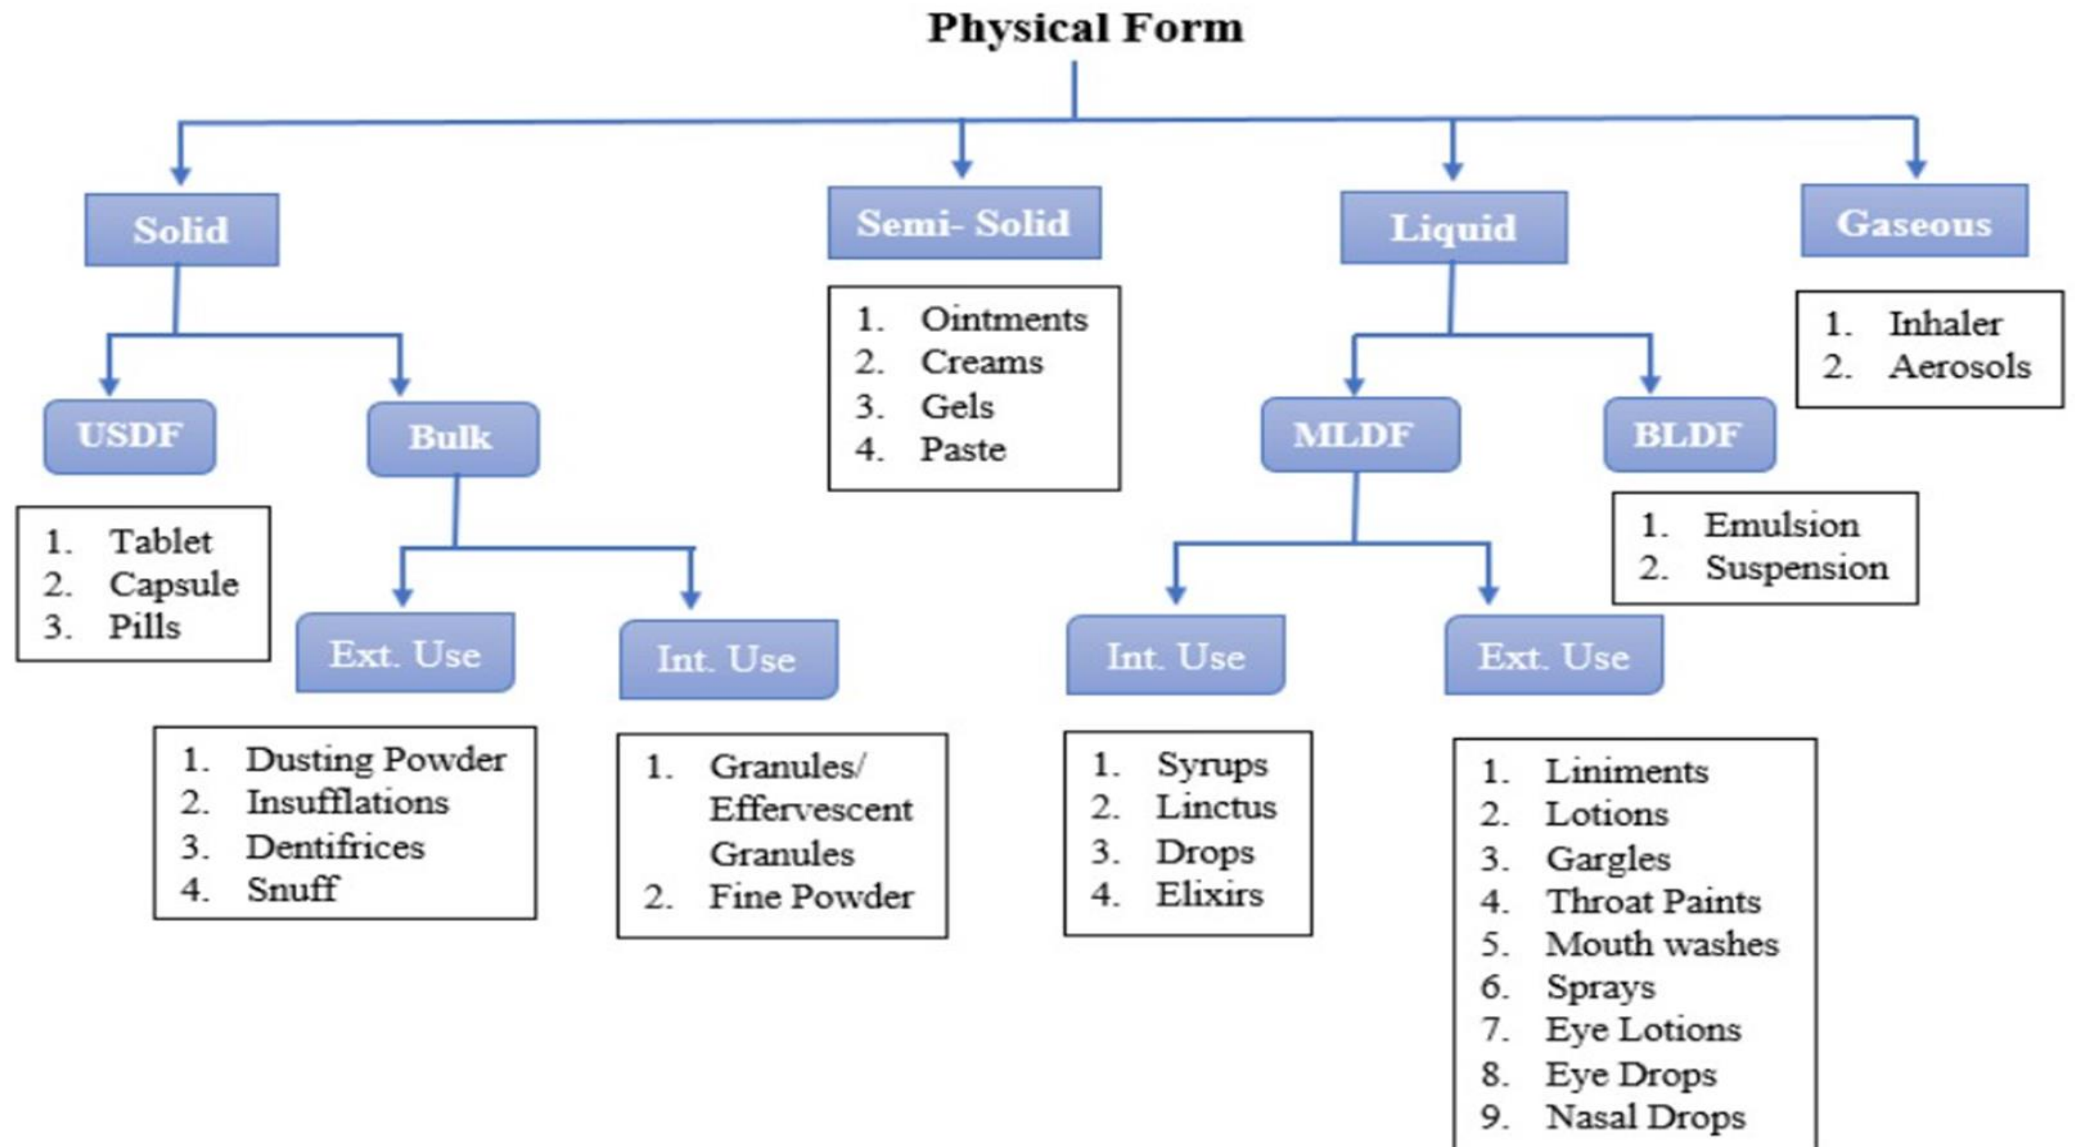 Physical Form
Solid
Semi- Solid
Liquid
Gaseous
1. Ointments
2. Creams
3. Gels
4. Paste
1. Inhaler
2. Aerosols
USDF
Bulk
MLDF
BLDF
1. Tablet
2. Capsule
3. Pills
1. Emulsion
2. Suspension
Ext. Use
Int. Use
Int. Use
Ext. Use
1. Dusting Powder
2. Insufflations
3. Dentifrices
4. Snuff
1. Granules/
Effervescent
Granules
2. Fine Powder
1. Syrups
2. Linctus
3. Drops
4. Elixirs
1. Liniments
2. Lotions
3. Gargles
4. Throat Paints
5. Mouth washes
6. Sprays
7. Eye Lotions
8. Eye Drops
9. Nasal Drops